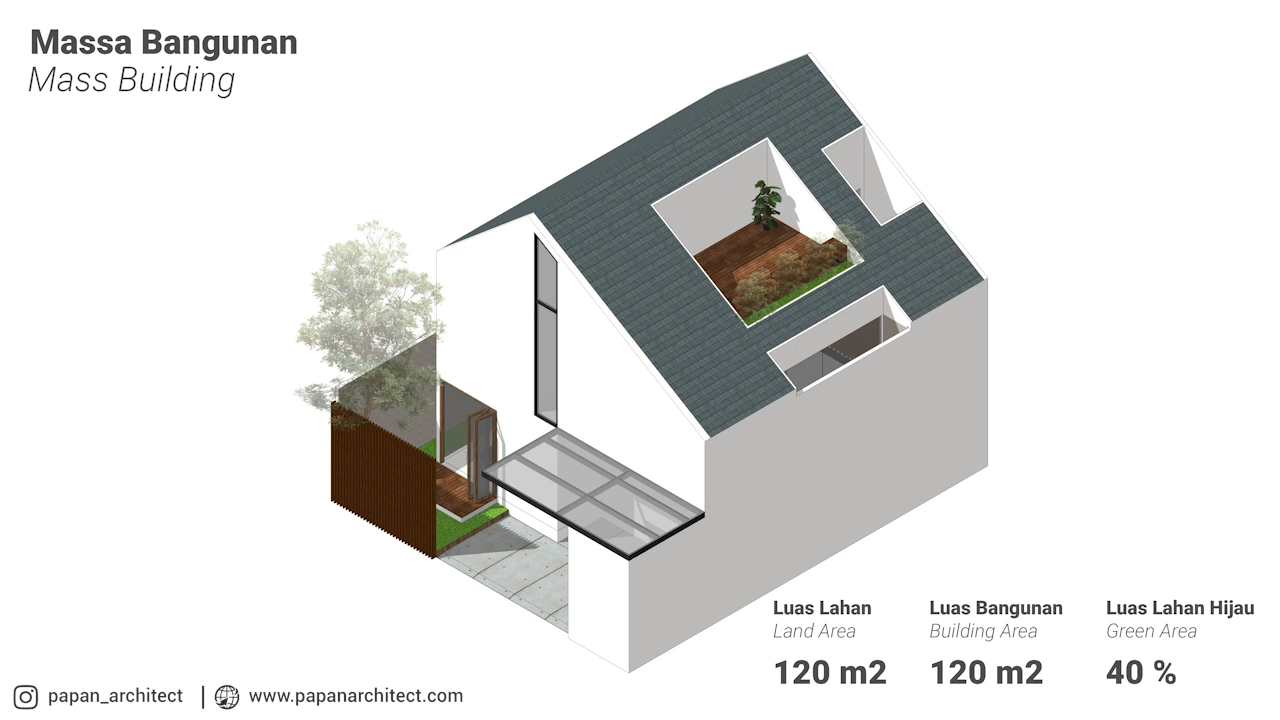 Massa Bangunan
Mass Building
Luas Lahan
Land Area
120 m2
Luas Bangunan
Building Area
120 m2
Luas Lahan Hijau
Green Area
40 %
papan_architect | www.papanarchitect.com